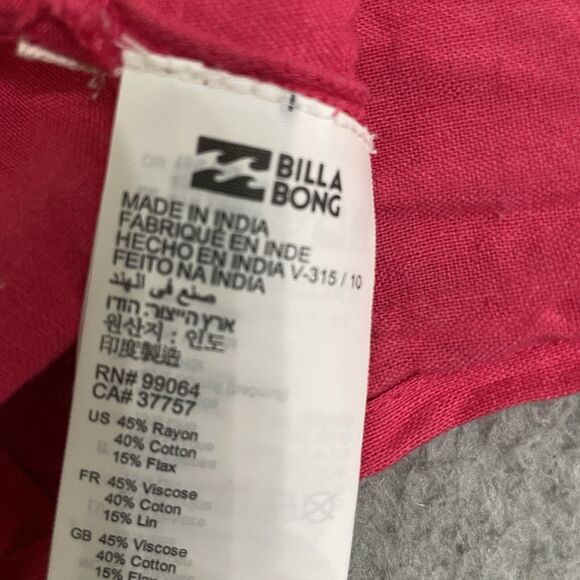 BILLA
BONG
MADE IN INDIA
FABRIQUÉ EN INDE
HECHO EN INDIA V-315 / 10
FEITO NA INDIA
صنع في الهند
ארץ הייצור: הודו
원산지 : 인도
印度製造
RN# 99064
CA# 37757
US 45% Rayon
40% Cotton
15% Flax
FR 45% Viscose
40% Coton
15% Lin
GB 45% Viscose
40% Cotton
15% Flax